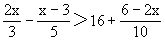 2x/3 − x−3/5 > 16 + 6−2x/10